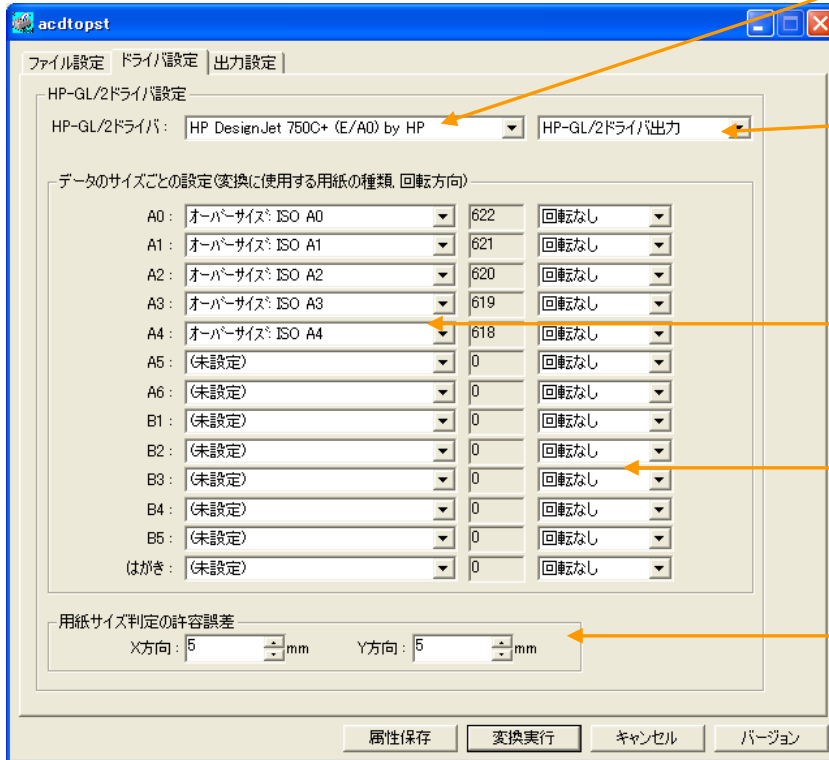 acdtopst
ファイル設定 ドライバ設定 出力設定
HP-GL/2ドライバ設定
HP-GL/2ドライバ: HP DesignJet 750C+ (E/A0) by HP HP-GL/2ドライバ出力
データのサイズごとの設定(変換に使用する用紙の種類, 回転方向)
A0: オーバーサイズ: ISO A0 622 回転なし
A1: オーバーサイズ: ISO A1 621 回転なし
A2: オーバーサイズ: ISO A2 620 回転なし
A3: オーバーサイズ: ISO A3 619 回転なし
A4: オーバーサイズ: ISO A4 618 回転なし
A5: (未設定) 0 回転なし
A6: (未設定) 0 回転なし
B1: (未設定) 0 回転なし
B2: (未設定) 0 回転なし
B3: (未設定) 0 回転なし
B4: (未設定) 0 回転なし
B5: (未設定) 0 回転なし
はがき: (未設定) 0 回転なし
用紙サイズ判定の許容誤差
X方向: 5 mm Y方向: 5 mm
属性保存 変換実行 キャンセル バージョン